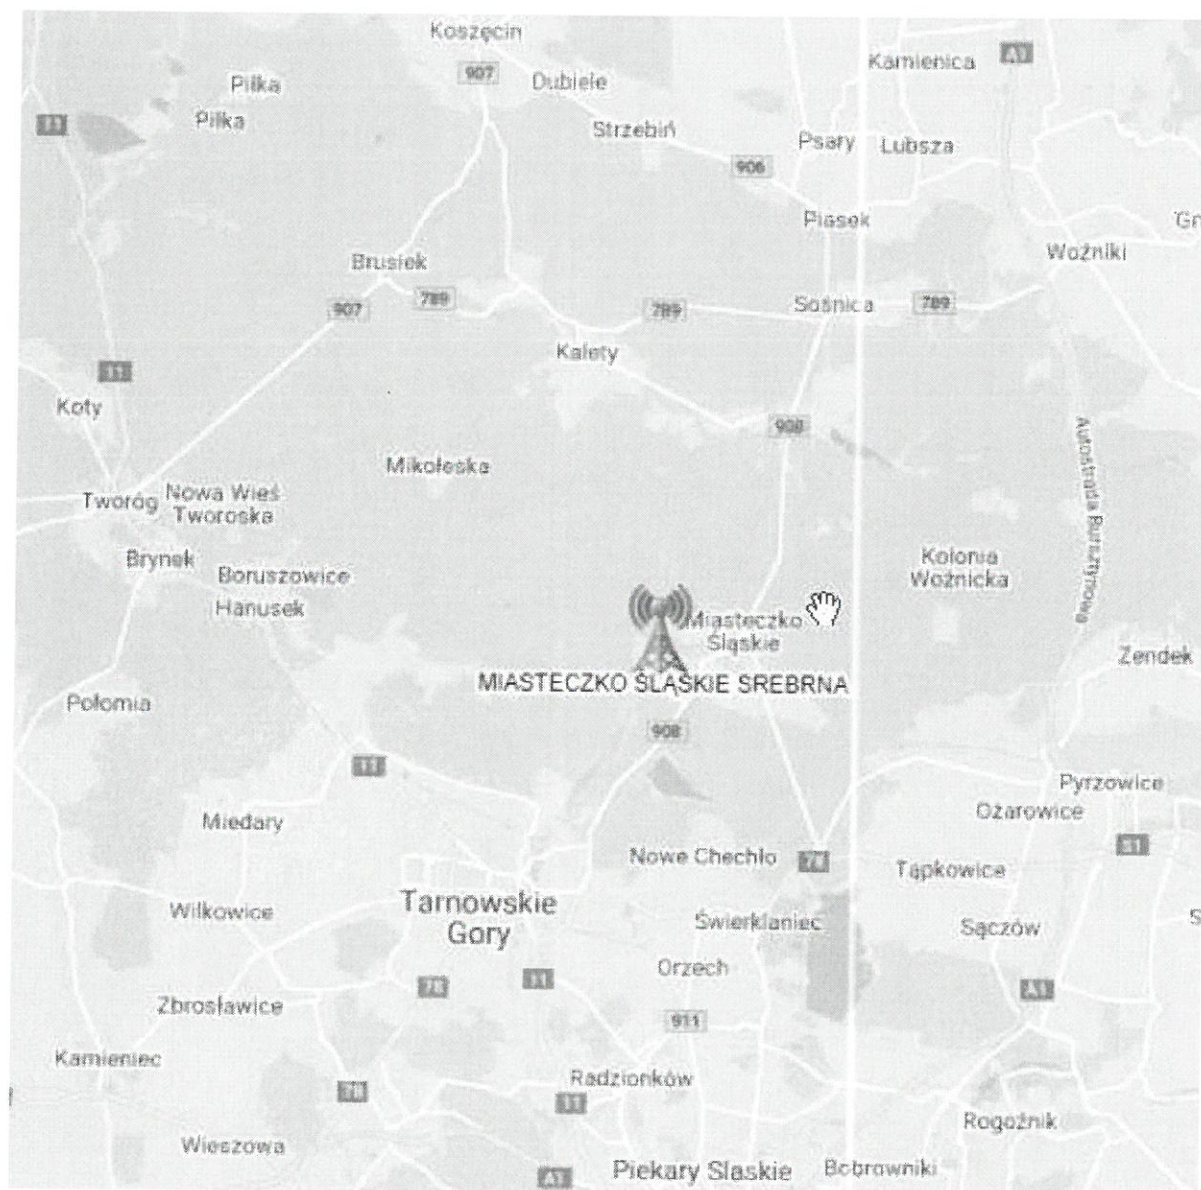 Koszęcin
907
Kamienica
A1
Piłka
Dubiele
Piłka
11
Strzebiń
Psary
Lubsza
906
Piasek
Gn
Woźniki
Brusiek
789
907
789
Sośnica
789
Kalety
11
Koty
908
Autostrada Bursztynowa
Mikołeska
Tworóg
Nowa Wieś
Tworoska
Brynek
Boruszowice
Kolonia
Woźnicka
Hanusek
Miasteczko
Śląskie
Zendek
MIASTECZKO ŚLĄSKIE SREBRNA
Połomia
908
11
Pyrzowice
Ożarowice
Miedary
S1
Nowe Chechło
78
Tąpkowice
Tarnowskie
Gory
Wilkowice
Świerklaniec
Sączów
S
Orzech
78
11
A1
Zbrosławice
911
Kamieniec
Radzionków
78
11
Rogoźnik
Wieszowa
A1
Piekary Slaskie
Bobrowniki